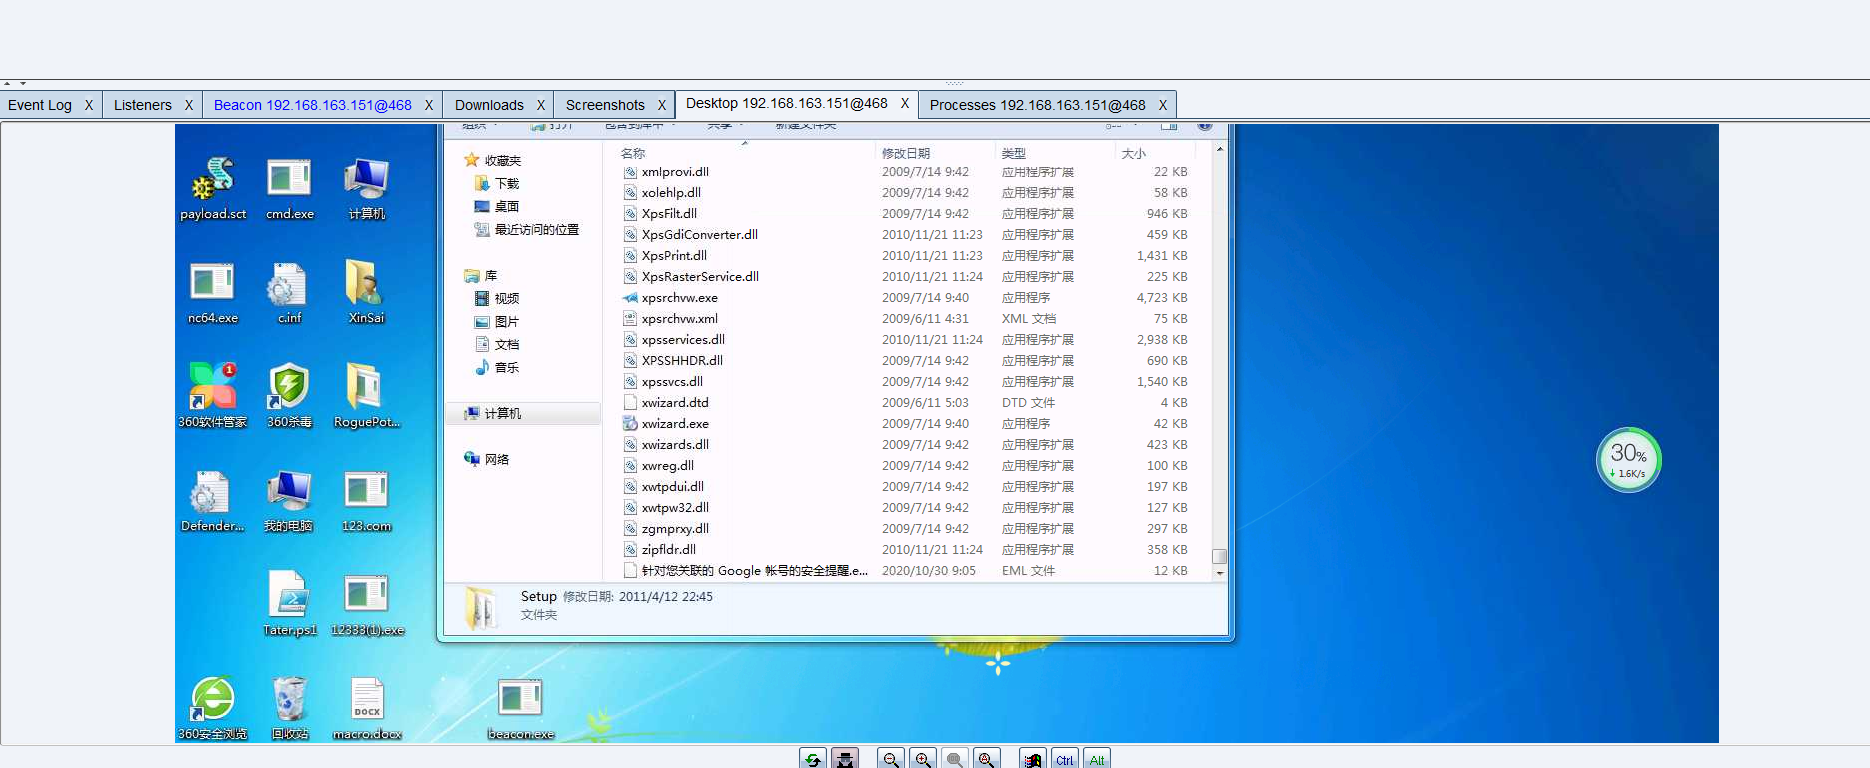 Event Log X Listeners X Beacon 192.168.163.151@468 X Downloads X Screenshots X Desktop 192.168.163.151@468 X Processes 192.168.163.151@468 X
组织 打开 包含到库中 共享 新建文件夹
payload.sct
cmd.exe
计算机
nc64.exe
c.inf
XinSai
1
360软件管家
360杀毒
RoguePot...
Defender...
我的电脑
123.com
Tater.ps1
12333(1).exe
360安全浏览
回收站
DOCX
macro.docx
beacon.exe
收藏夹
下载
桌面
最近访问的位置
库
视频
图片
文档
音乐
计算机
网络
名称 修改日期 类型 大小
xmlprovi.dll 2009/7/14 9:42 应用程序扩展 22 KB
xolehlp.dll 2009/7/14 9:42 应用程序扩展 58 KB
XpsFilt.dll 2009/7/14 9:42 应用程序扩展 946 KB
XpsGdiConverter.dll 2010/11/21 11:23 应用程序扩展 459 KB
XpsPrint.dll 2010/11/21 11:23 应用程序扩展 1,431 KB
XpsRasterService.dll 2010/11/21 11:24 应用程序扩展 225 KB
xpsrchvw.exe 2009/7/14 9:40 应用程序 4,723 KB
xpsrchvw.xml 2009/6/11 4:31 XML 文档 75 KB
xpsservices.dll 2010/11/21 11:24 应用程序扩展 2,938 KB
XPSSHHDR.dll 2009/7/14 9:42 应用程序扩展 690 KB
xpssvcs.dll 2009/7/14 9:42 应用程序扩展 1,540 KB
xwizard.dtd 2009/6/11 5:03 DTD 文件 4 KB
xwizard.exe 2009/7/14 9:40 应用程序 42 KB
xwizards.dll 2009/7/14 9:42 应用程序扩展 423 KB
xwreg.dll 2009/7/14 9:42 应用程序扩展 100 KB
xwtpdui.dll 2009/7/14 9:42 应用程序扩展 197 KB
xwtpw32.dll 2009/7/14 9:42 应用程序扩展 127 KB
zgmprxy.dll 2009/7/14 9:42 应用程序扩展 297 KB
zipfldr.dll 2010/11/21 11:24 应用程序扩展 358 KB
针对您关联的 Google 帐号的安全提醒.e... 2020/10/30 9:05 EML 文件 12 KB
Setup 修改日期: 2011/4/12 22:45
文件夹
30%
1.6K/s
Ctrl Alt